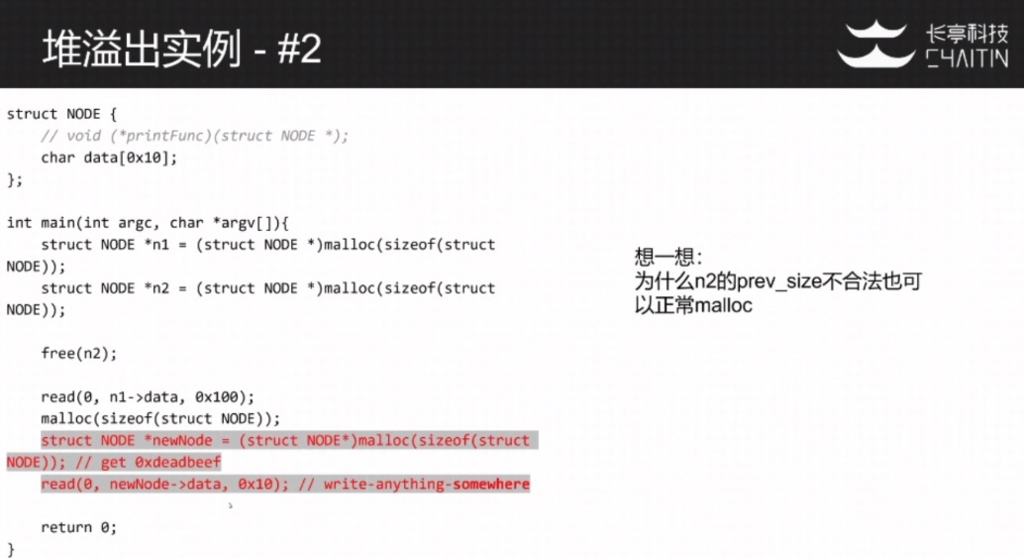 堆溢出实例 - #2
长亭科技
CHAITIN
struct NODE {
// void (*printFunc)(struct NODE *);
char data[0x10];
};
int main(int argc, char *argv[]){
struct NODE *n1 = (struct NODE *)malloc(sizeof(struct
NODE));
struct NODE *n2 = (struct NODE *)malloc(sizeof(struct
NODE));
free(n2);
read(0, n1->data, 0x100);
malloc(sizeof(struct NODE));
struct NODE *newNode = (struct NODE*)malloc(sizeof(struct
NODE)); // get 0xdeadbeef
read(0, newNode->data, 0x10); // write-anything-somewhere
return 0;
}
想一想：
为什么n2的prev_size不合法也可
以正常malloc